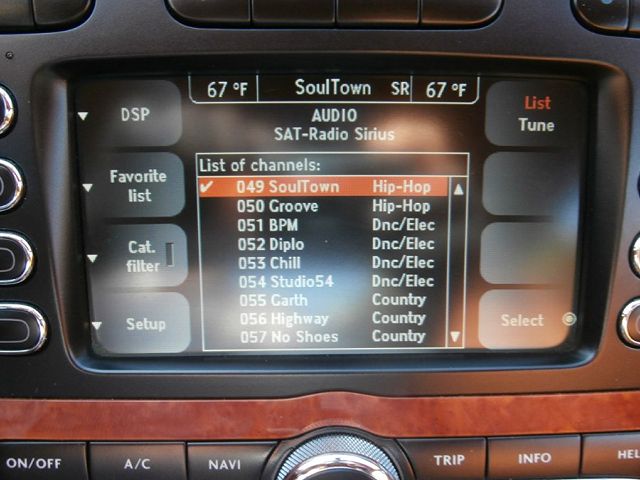 67 °F SoulTown SR 67 °F
AUDIO
SAT-Radio Sirius
DSP
Favorite
list
Cat.
filter
Setup
List
Tune
Select
List of channels:
✔ 049 SoulTown Hip-Hop
050 Groove Hip-Hop
051 BPM Dnc/Elec
052 Diplo Dnc/Elec
053 Chill Dnc/Elec
054 Studio54 Dnc/Elec
055 Garth Country
056 Highway Country
057 No Shoes Country
ON/OFF A/C NAVI TRIP INFO HEL